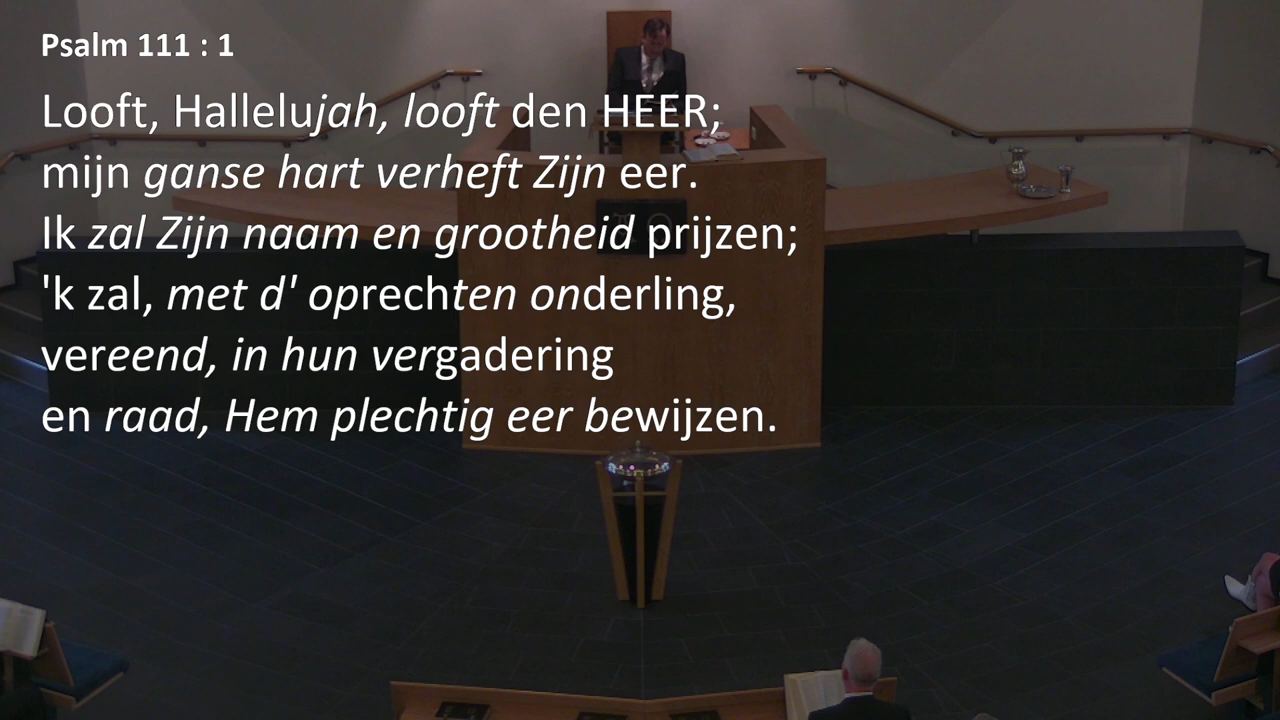 Psalm 111 : 1
Looft, Hallelujah, looft den HEER;
mijn ganse hart verheft Zijn eer.
Ik zal Zijn naam en grootheid prijzen;
'k zal, met d' oprechten onderling,
vereend, in hun vergadering
en raad, Hem plechtig eer bewijzen.